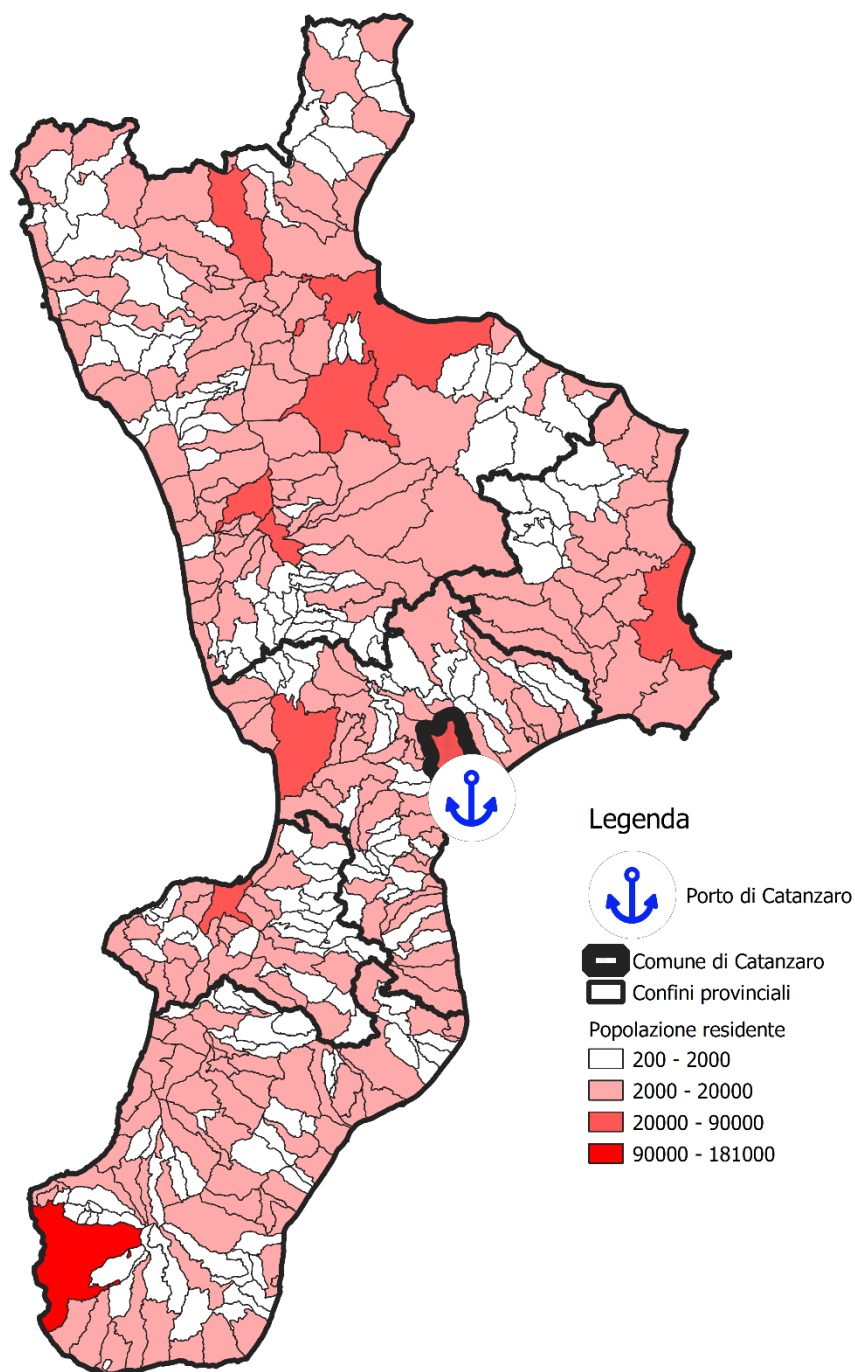 Legenda
Porto di Catanzaro
Comune di Catanzaro
Confini provinciali
Popolazione residente
200 - 2000
2000 - 20000
20000 - 90000
90000 - 181000